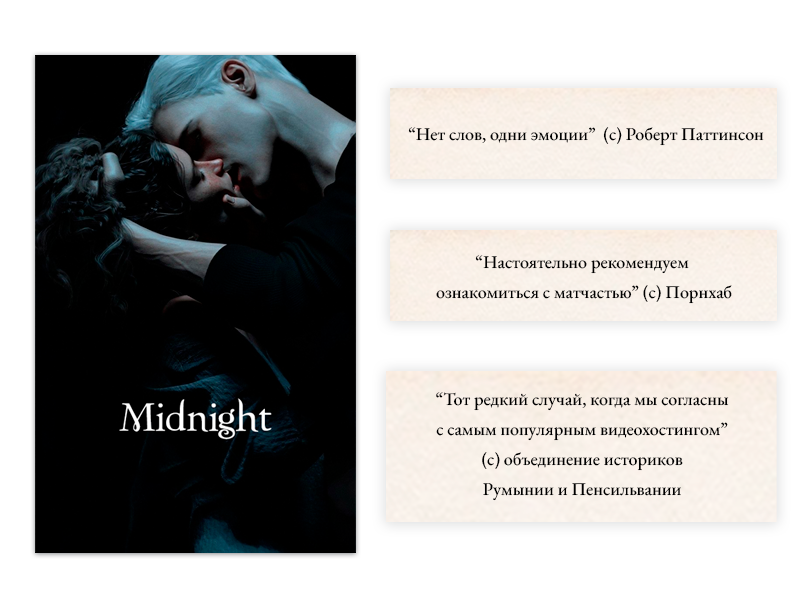 Midnight
“Нет слов, одни эмоции” (с) Роберт Паттинсон
“Настоятельно рекомендуем
ознакомиться с матчастью” (с) Порнхаб
“Тот редкий случай, когда мы согласны
с самым популярным видеохостингом”
(с) объединение историков
Румынии и Пенсильвании